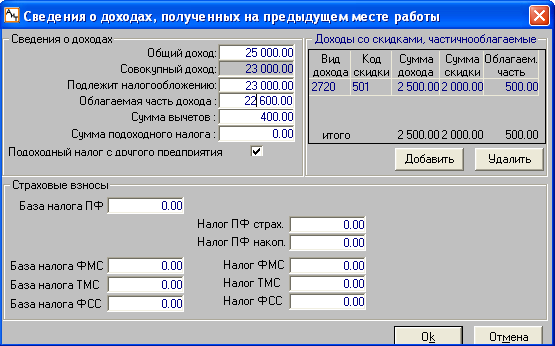 Сведения о доходах, полученных на предыдущем месте работы
Сведения о доходах
Общий доход: 25 000.00
Совокупный доход: 23 000.00
Подлежит налогообложению: 23 000.00
Облагаемая часть дохода : 22 600.00
Сумма вычетов : 400.00
Сумма подоходного налога : 0.00
Подоходный налог с другого предприятия
Доходы со скидками, частичнооблагаемые
Вид дохода Код скидки Сумма дохода Сумма скидки Облагаем. часть
2720 501 2 500.00 2 000.00 500.00
итого 2 500.00 2 000.00 500.00
Добавить Удалить
Страховые взносы
База налога ПФ 0.00
Налог ПФ страх. 0.00
Налог ПФ накоп. 0.00
База налога ФМС 0.00 Налог ФМС 0.00
База налога ТМС 0.00 Налог ТМС 0.00
База налога ФСС 0.00 Налог ФСС 0.00
Ok Отмена